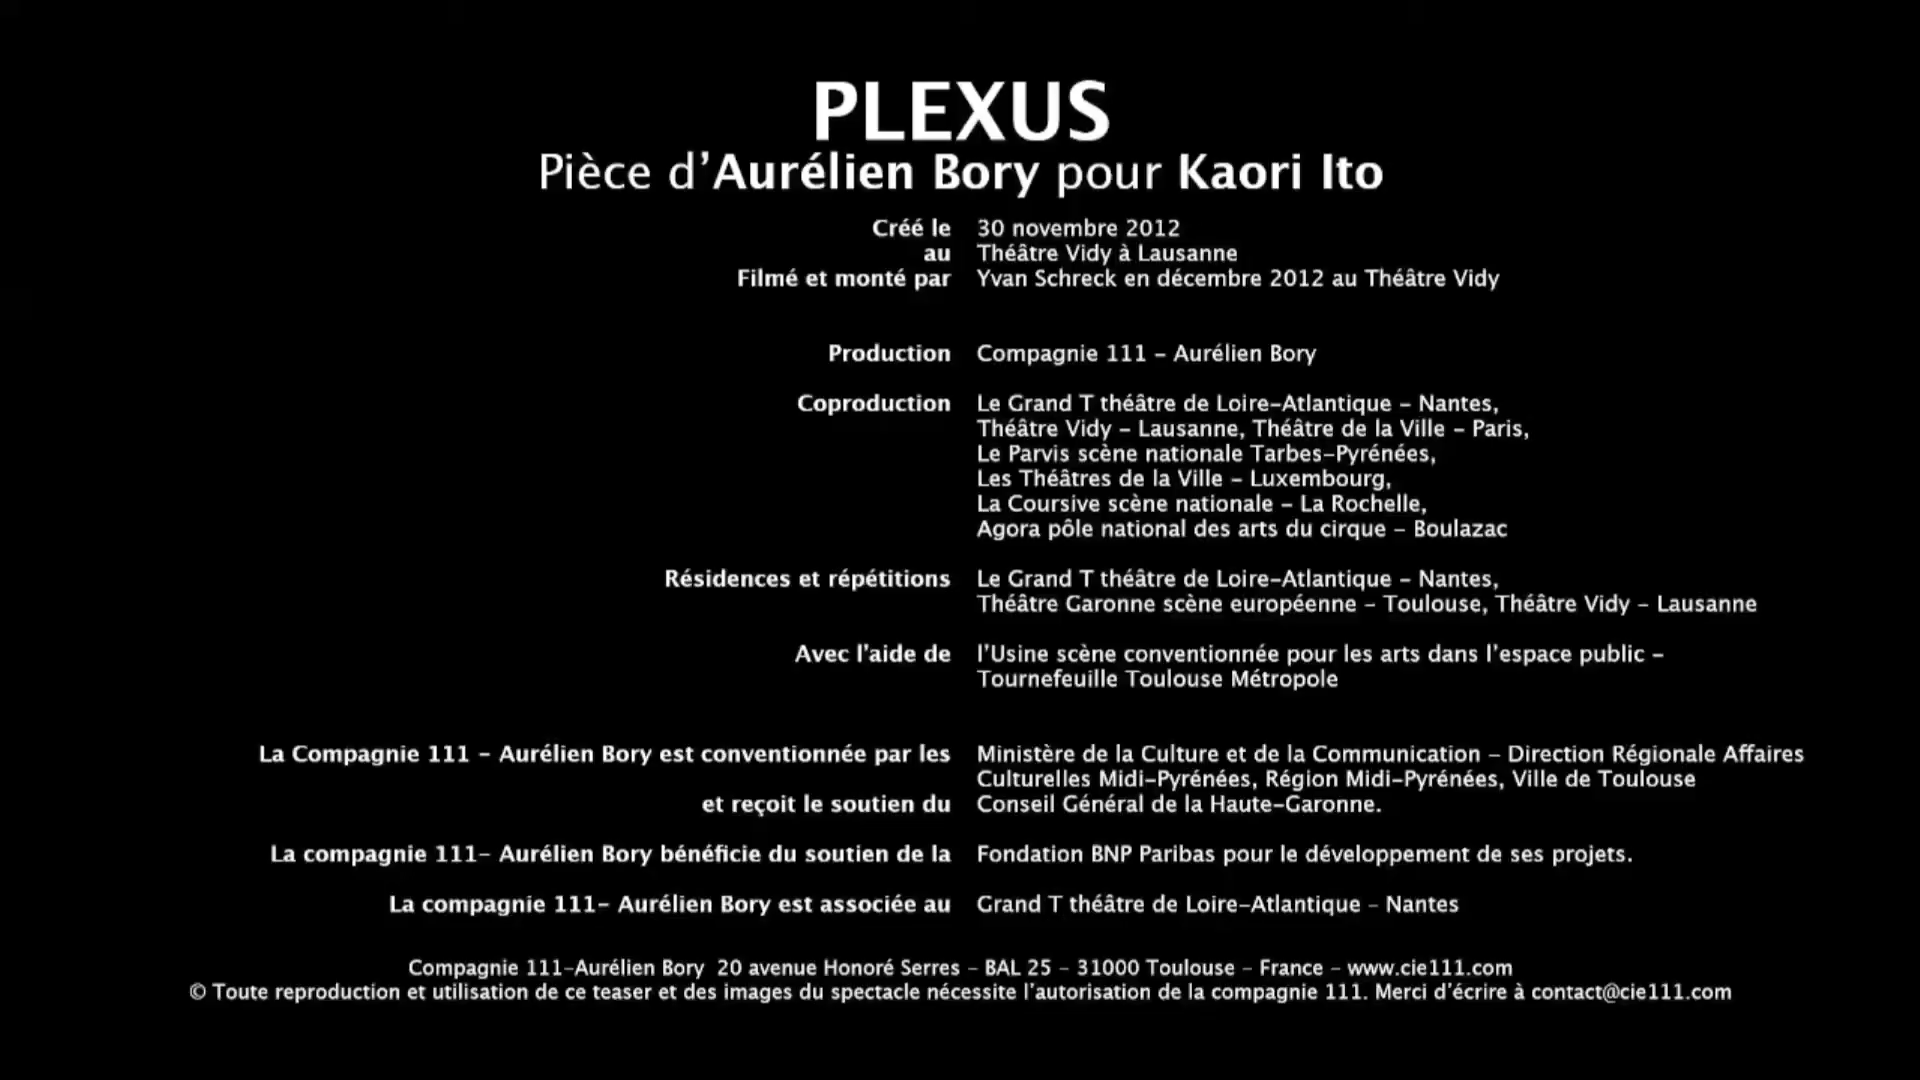 PLEXUS
Pièce d’Aurélien Bory pour Kaori Ito
Créé le 30 novembre 2012
au Théâtre Vidy à Lausanne
Filmé et monté par Yvan Schreck en décembre 2012 au Théâtre Vidy
Production Compagnie 111 – Aurélien Bory
Coproduction Le Grand T théâtre de Loire–Atlantique – Nantes,
Théâtre Vidy – Lausanne, Théâtre de la Ville – Paris,
Le Parvis scène nationale Tarbes–Pyrénées,
Les Théâtres de la Ville – Luxembourg,
La Coursive scène nationale – La Rochelle,
Agora pôle national des arts du cirque – Boulazac
Résidences et répétitions Le Grand T théâtre de Loire–Atlantique – Nantes,
Théâtre Garonne scène européenne – Toulouse, Théâtre Vidy – Lausanne
Avec l’aide de l’Usine scène conventionnée pour les arts dans l’espace public –
Tournefeuille Toulouse Métropole
La Compagnie 111 – Aurélien Bory est conventionnée par les Ministère de la Culture et de la Communication – Direction Régionale Affaires
Culturelles Midi–Pyrénées, Région Midi–Pyrénées, Ville de Toulouse
et reçoit le soutien du Conseil Général de la Haute–Garonne.
La compagnie 111– Aurélien Bory bénéficie du soutien de la Fondation BNP Paribas pour le développement de ses projets.
La compagnie 111– Aurélien Bory est associée au Grand T théâtre de Loire–Atlantique – Nantes
Compagnie 111–Aurélien Bory 20 avenue Honoré Serres – BAL 25 – 31000 Toulouse – France – www.cie111.com
© Toute reproduction et utilisation de ce teaser et des images du spectacle nécessite l’autorisation de la compagnie 111. Merci d’écrire à contact@cie111.com